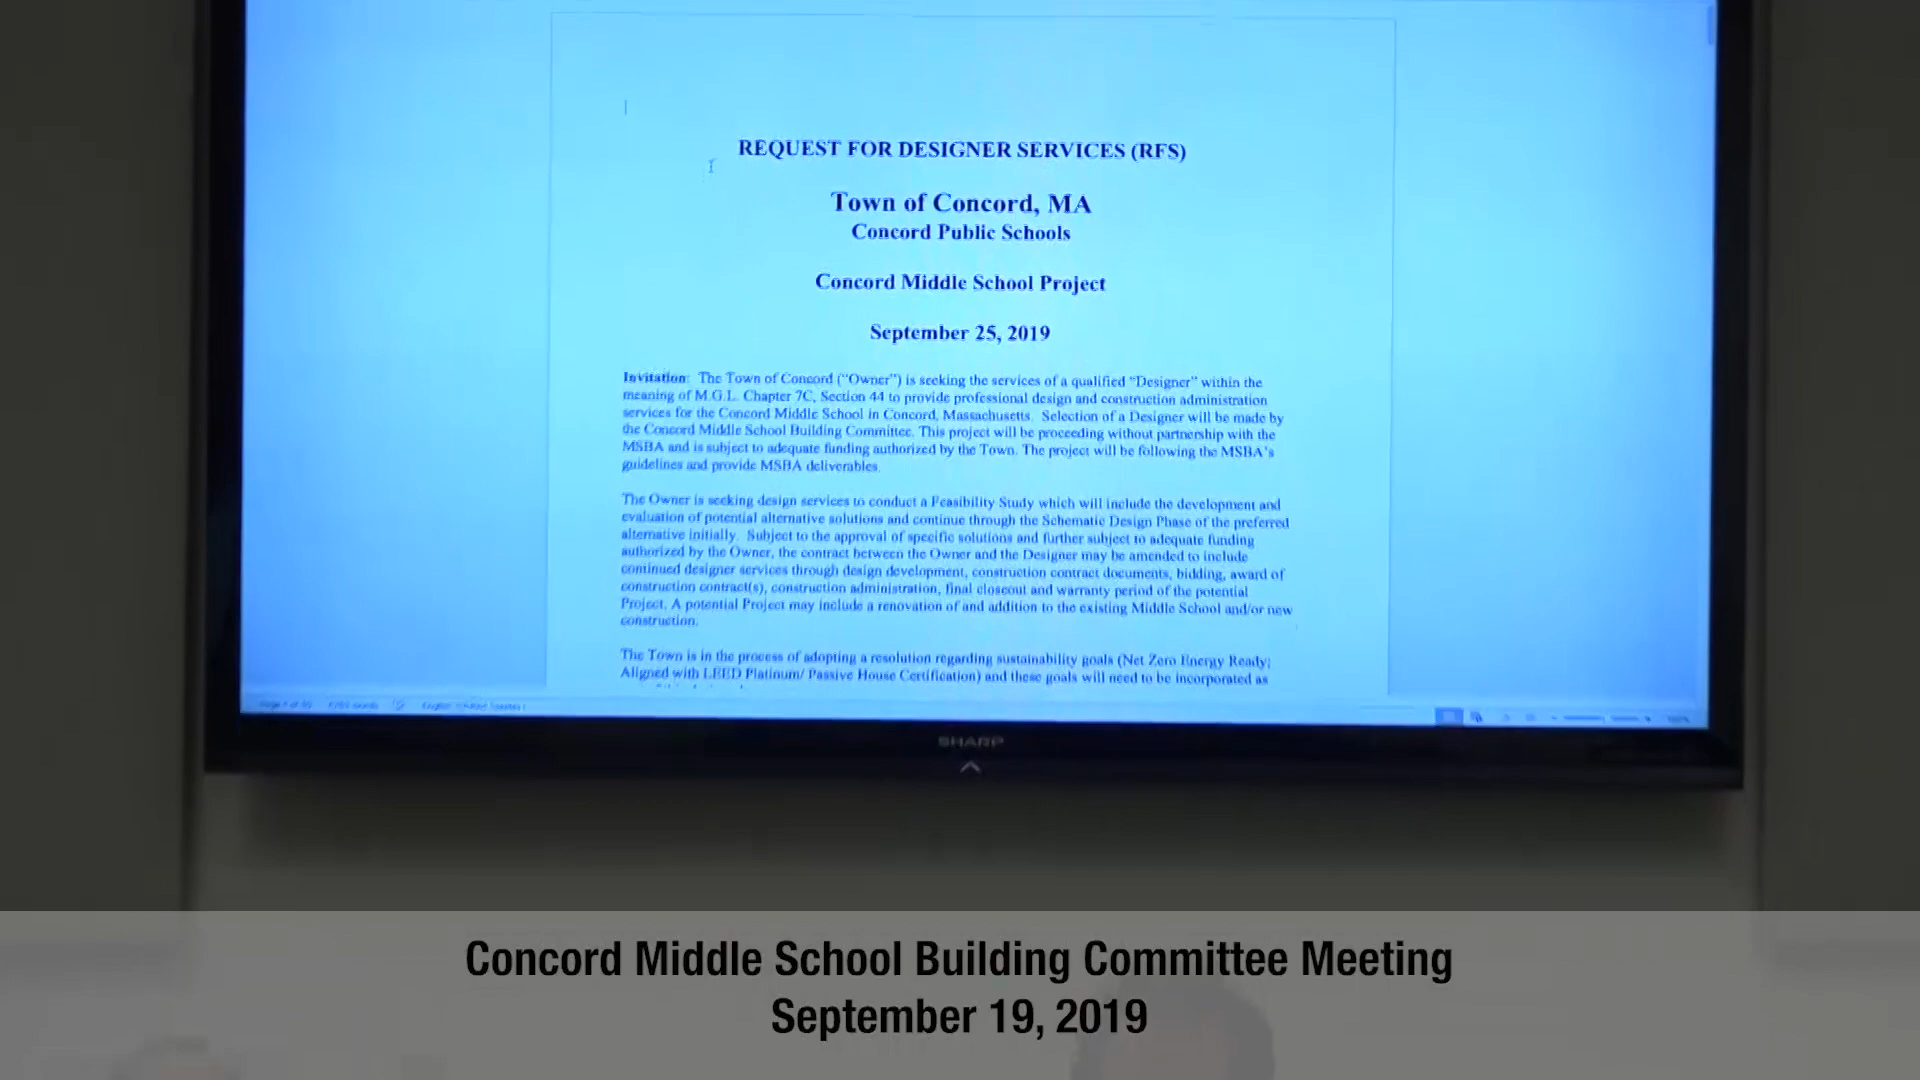 REQUEST FOR DESIGNER SERVICES (RFS)
Town of Concord, MA
Concord Public Schools
Concord Middle School Project
September 25, 2019
Invitation: The Town of Concord ("Owner") is seeking the services of a qualified "Designer" within the
meaning of M.G.L. Chapter 7C, Section 44 to provide professional design and construction administration
services for the Concord Middle School in Concord, Massachusetts. Selection of a Designer will be made by
the Concord Middle School Building Committee. This project will be proceeding without partnership with the
MSBA and is subject to adequate funding authorized by the Town. The project will be following the MSBA's
guidelines and provide MSBA deliverables.
The Owner is seeking design services to conduct a Feasibility Study which will include the development and
evaluation of potential alternative solutions and continue through the Schematic Design Phase of the preferred
alternative initially. Subject to the approval of specific solutions and further subject to adequate funding
authorized by the Owner, the contract between the Owner and the Designer may be amended to include
continued designer services through design development, construction contract documents, bidding, award of
construction contract(s), construction administration, final closeout and warranty period of the potential
Project. A potential Project may include a renovation of and addition to the existing Middle School and/or new
construction.
The Town is in the process of adopting a resolution regarding sustainability goals (Net Zero Energy Ready;
Aligned with LEED Platinum/ Passive House Certification) and these goals will need to be incorporated as
SHARP
Concord Middle School Building Committee Meeting
September 19, 2019